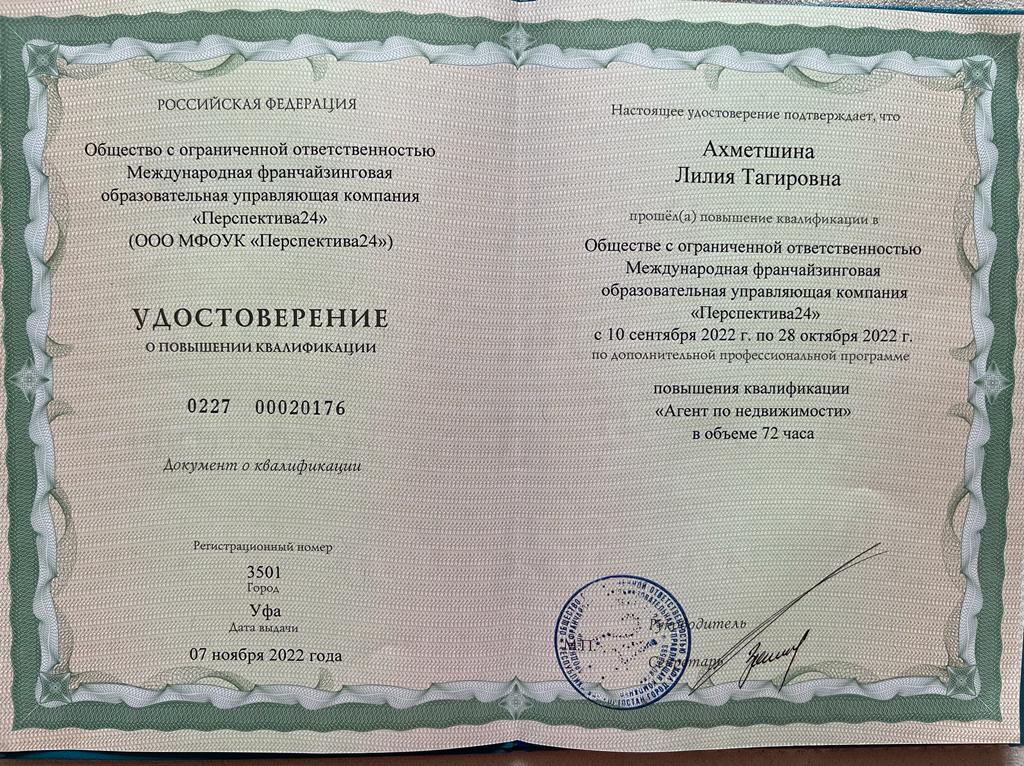 РОССИЙСКАЯ ФЕДЕРАЦИЯ
Общество с ограниченной ответственностью
Международная франчайзинговая
образовательная управляющая компания
«Перспектива24»
(ООО МФОУК «Перспектива24»)
УДОСТОВЕРЕНИЕ
О ПОВЫШЕНИИ КВАЛИФИКАЦИИ
0227 00020176
Документ о квалификации
Регистрационный номер
3501
Город
Уфа
Дата выдачи
07 ноября 2022 года
Настоящее удостоверение подтверждает, что
Ахметшина
Лилия Тагировна
прошёл(а) повышение квалификации в
Обществе с ограниченной ответственностью
Международная франчайзинговая
образовательная управляющая компания
«Перспектива24»
с 10 сентября 2022 г. по 28 октября 2022 г.
по дополнительной профессиональной программе
повышения квалификации
«Агент по недвижимости»
в объеме 72 часа
Руководитель
М.П.
Секретарь